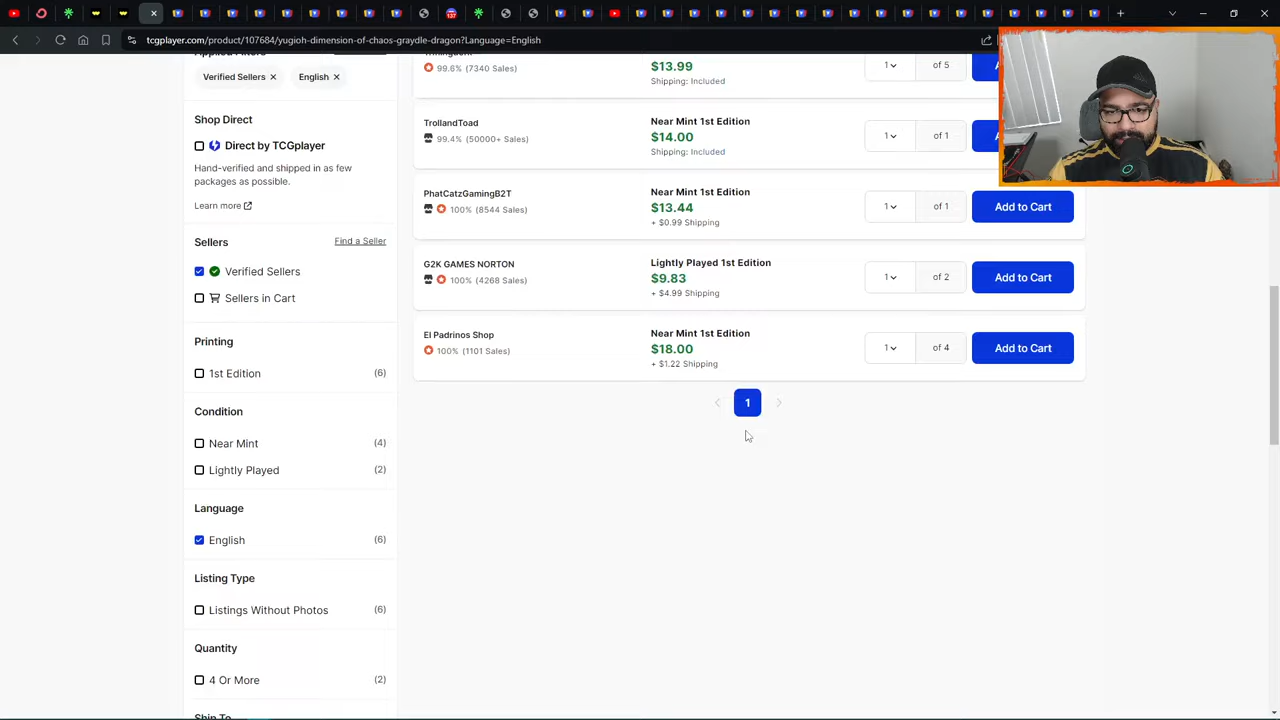 137
tcgplayer.com/product/107684/yugioh-dimension-of-chaos-graydle-dragon?Language=English
Verified Sellers
English
Shop Direct
Direct by TCGplayer
Hand-verified and shipped in as few
packages as possible.
Learn more
Sellers
Find a Seller
Verified Sellers
Sellers in Cart
Printing
1st Edition
(6)
Condition
Near Mint
(4)
Lightly Played
(2)
Language
English
(6)
Listing Type
Listings Without Photos
(6)
Quantity
4 Or More
(2)
Ship To
99.6% (7340 Sales)
$13.99
Shipping: Included
1
of 5
TrollandToad
99.4% (50000+ Sales)
Near Mint 1st Edition
$14.00
Shipping: Included
1
of 1
PhatCatzGamingB2T
100% (8544 Sales)
Near Mint 1st Edition
$13.44
+ $0.99 Shipping
1
of 1
Add to Cart
G2K GAMES NORTON
100% (4268 Sales)
Lightly Played 1st Edition
$9.83
+ $4.99 Shipping
1
of 2
Add to Cart
El Padrinos Shop
100% (1101 Sales)
Near Mint 1st Edition
$18.00
+ $1.22 Shipping
1
of 4
Add to Cart
1